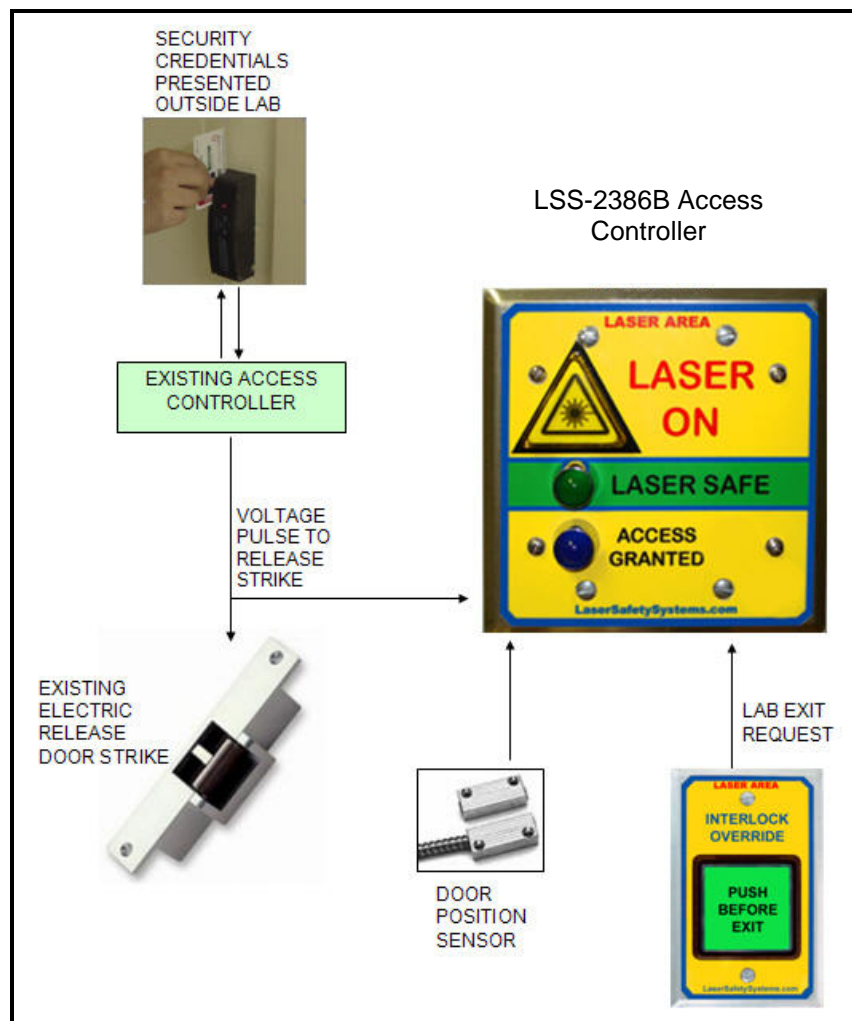 SECURITY
CREDENTIALS
PRESENTED
OUTSIDE LAB
LSS-2386B Access
Controller
EXISTING ACCESS
CONTROLLER
LASER AREA
LASER
ON
LASER SAFE
ACCESS
GRANTED
LaserSafetySystems.com
VOLTAGE
PULSE TO
RELEASE
STRIKE
EXISTING
ELECTRIC
RELEASE
DOOR STRIKE
DOOR
POSITION
SENSOR
LAB EXIT
REQUEST
LASER AREA
INTERLOCK
OVERRIDE
PUSH
BEFORE
EXIT
LaserSafetySystems.com